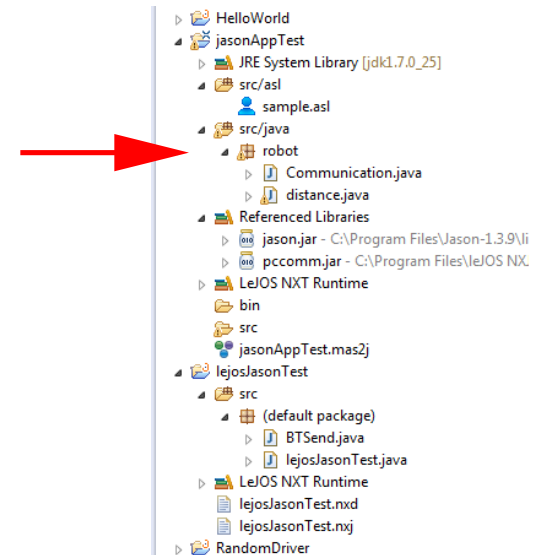 HelloWorld
jasonAppTest
JRE System Library [jdk1.7.0_25]
src/asl
sample.asl
src/java
robot
Communication.java
distance.java
Referenced Libraries
jason.jar - C:\Program Files\Jason-1.3.9\li
pccomm.jar - C:\Program Files\leJOS NX
LeJOS NXT Runtime
bin
src
jasonAppTest.mas2j
lejosJasonTest
src
(default package)
BTSend.java
lejosJasonTest.java
LeJOS NXT Runtime
lejosJasonTest.nxd
lejosJasonTest.nxj
RandomDriver